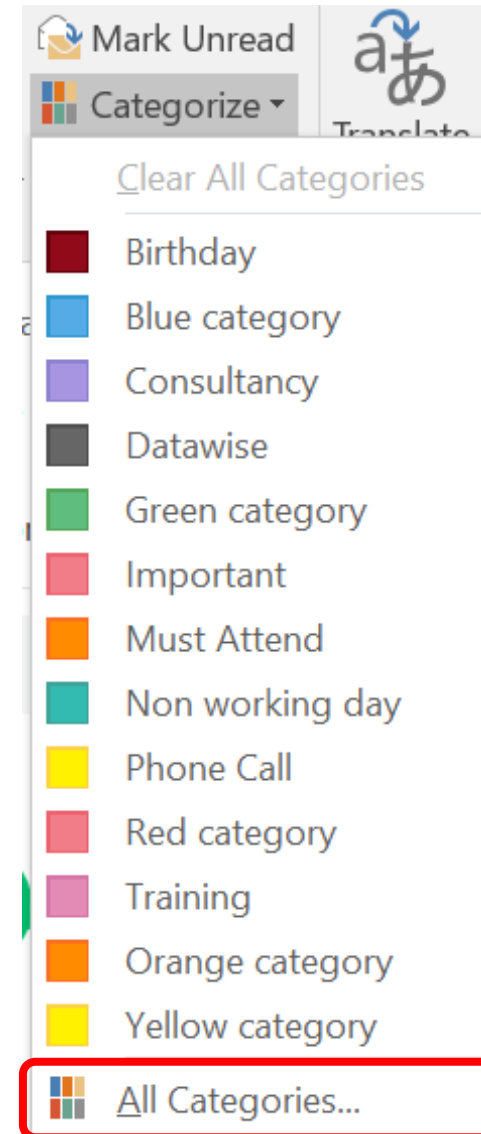 Mark Unread
Categorize
Translate
Clear All Categories
Birthday
Blue category
Consultancy
Datawise
Green category
Important
Must Attend
Non working day
Phone Call
Red category
Training
Orange category
Yellow category
All Categories...